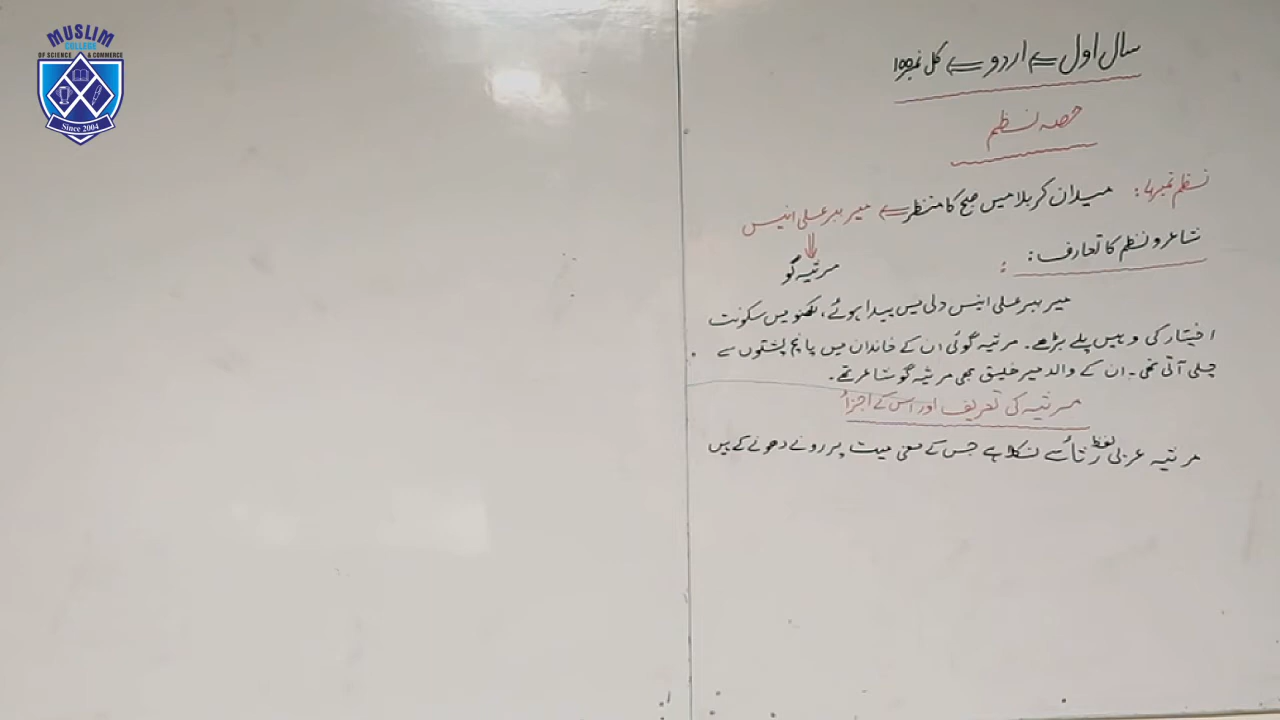 MUSLIM
COLLEGE
OF SCIENCE & COMMERCE
Since 2004
سال اول ⇐ اردو ⇐ کل نمبر 100
حصہ نظم
نظم نمبر 4: میدان کربلا میں صبح کا منظر ⇐ میر ببر علی انیس
شاعر و نظم کا تعارف :
مرثیہ گو
میر ببر علی انیس دلی میں پیدا ہوئے، لکھنو میں سکونت
اختیار کی وہیں پلے بڑھے۔ مرثیہ گوئی ان کے خاندان میں پانچ پشتوں سے
چلی آتی تھی۔ ان کے والد میر خلیق بھی مرثیہ گو شاعر تھے۔
مرثیہ کی تعریف اور اس کے اجزأ
مرثیہ عربی لفظ رثأ سے نکلا ہے جس کے معنی میت پر رونے دھونے کے ہیں